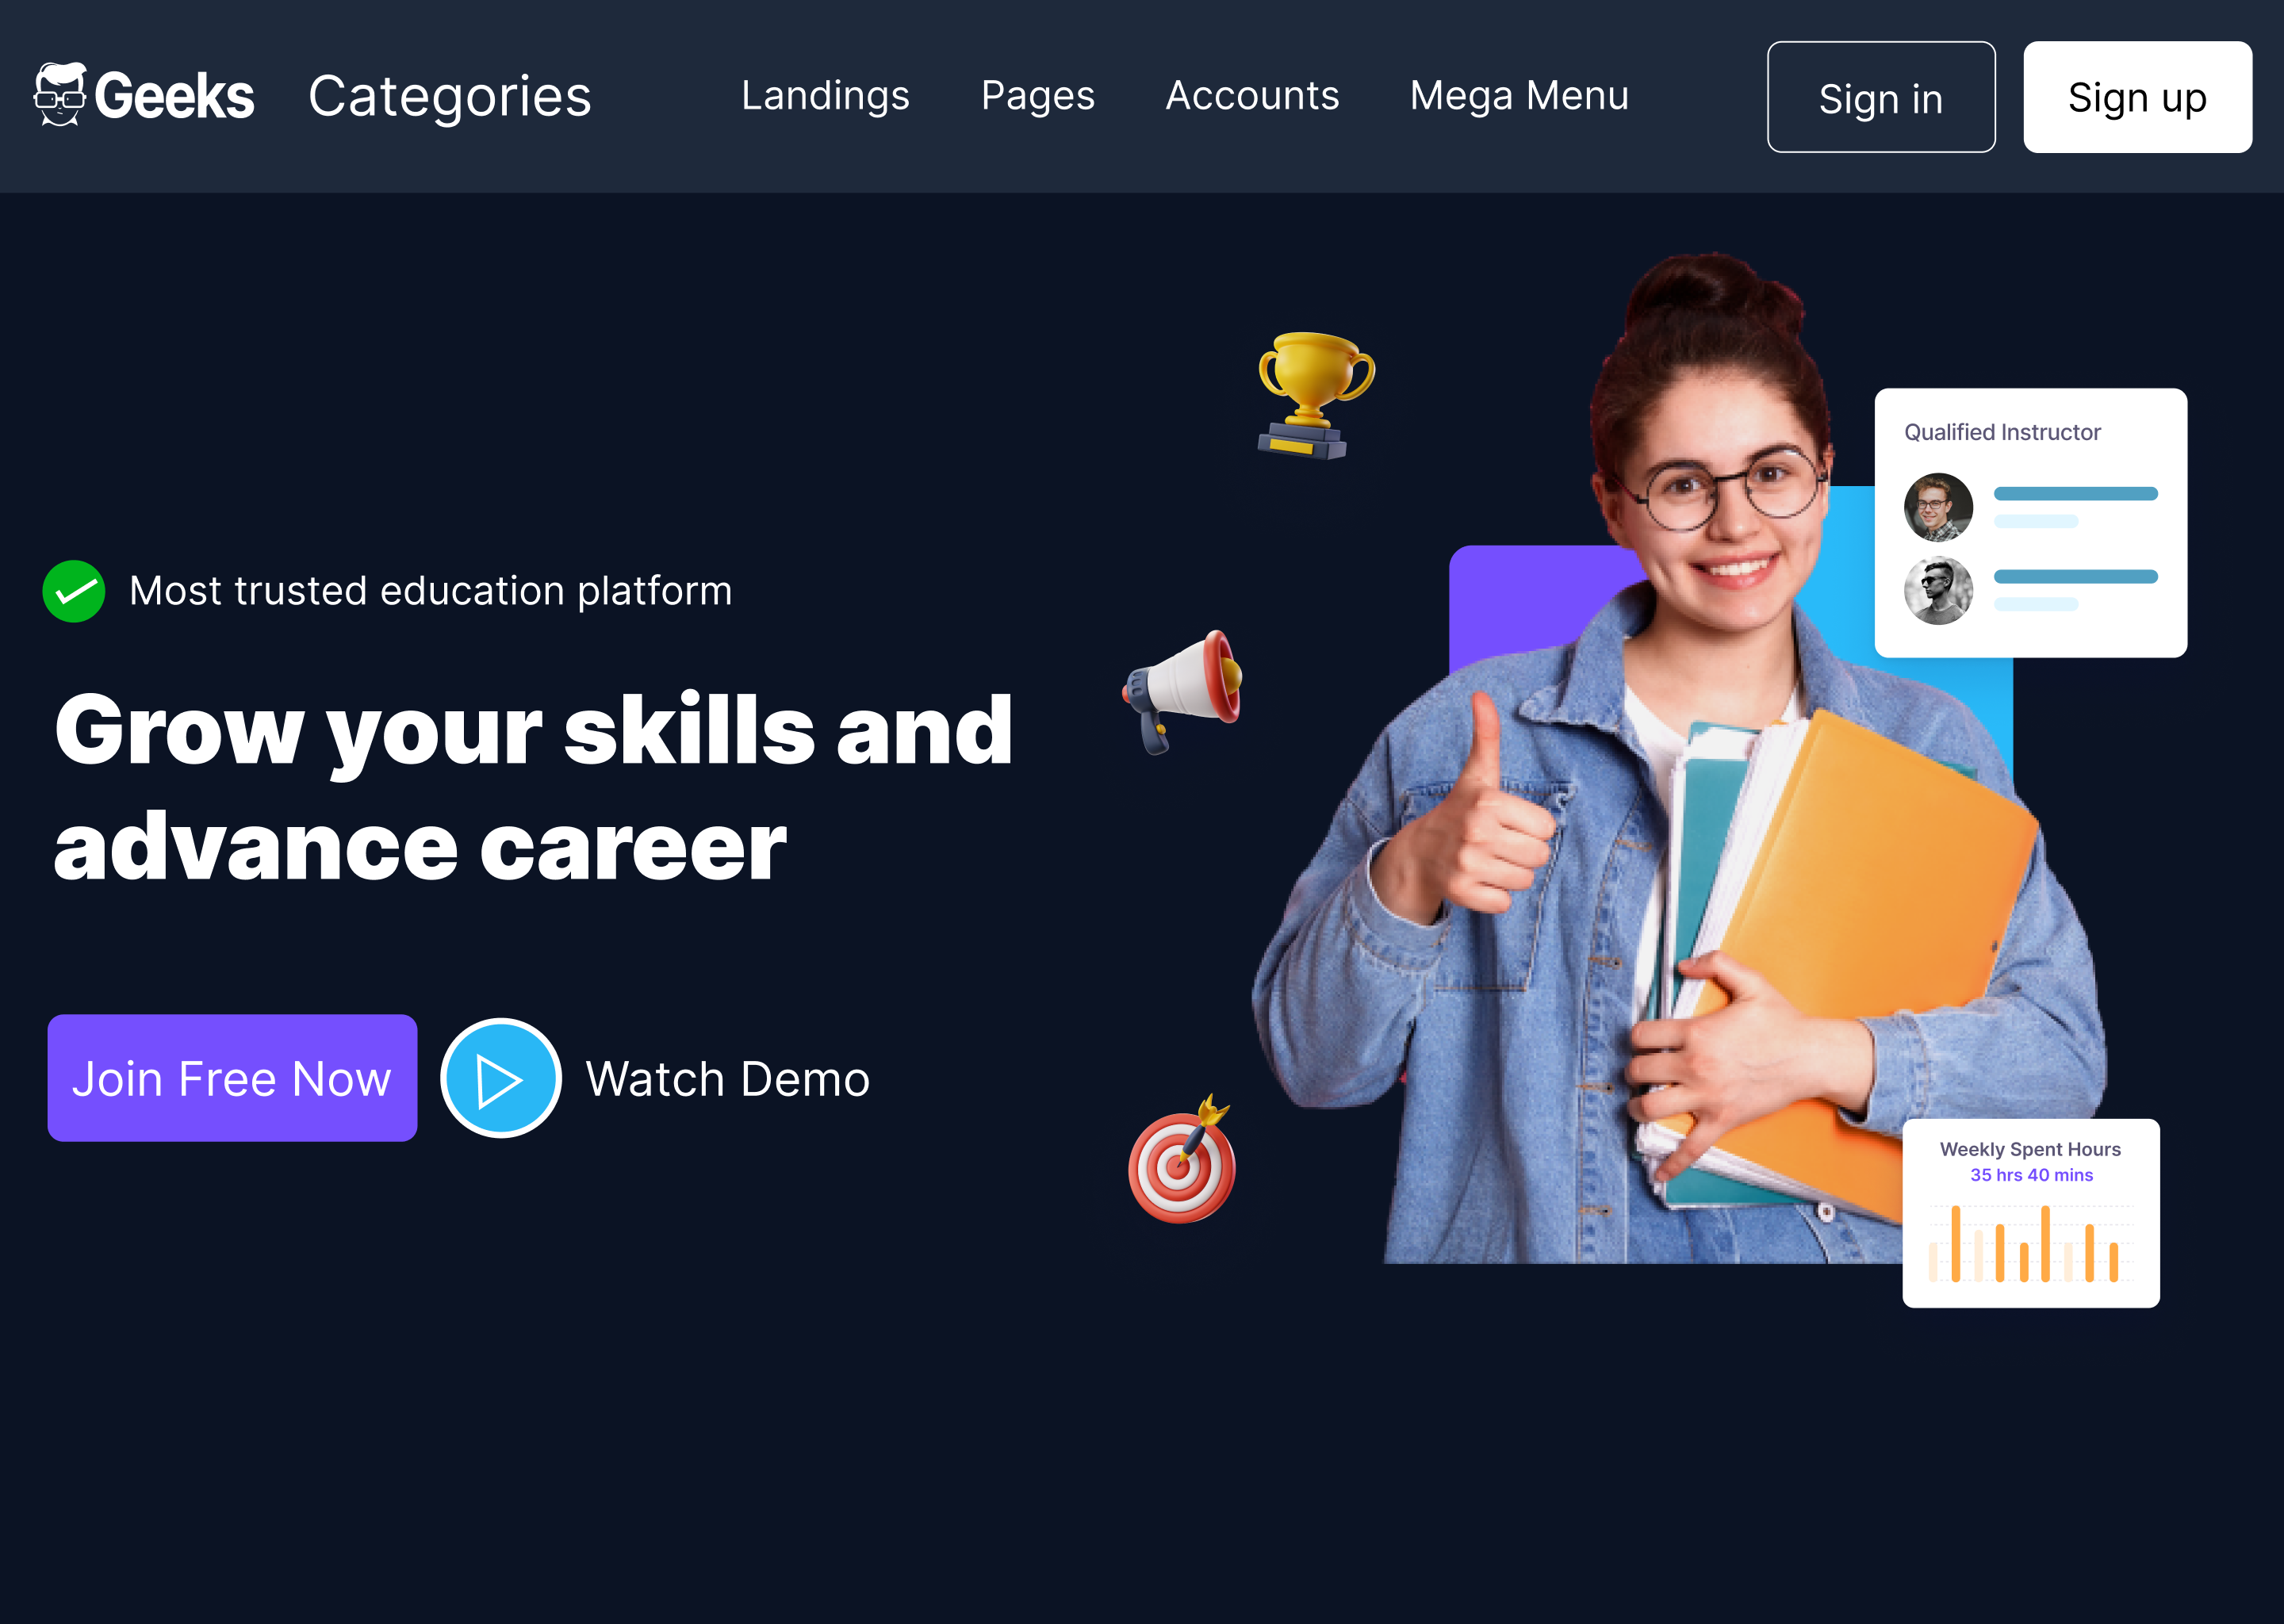 Geeks
Categories
Landings
Pages
Accounts
Mega Menu
Sign in
Sign up
Most trusted education platform
Grow your skills and
advance career
Join Free Now
Watch Demo
Qualified Instructor
Weekly Spent Hours
35 hrs 40 mins